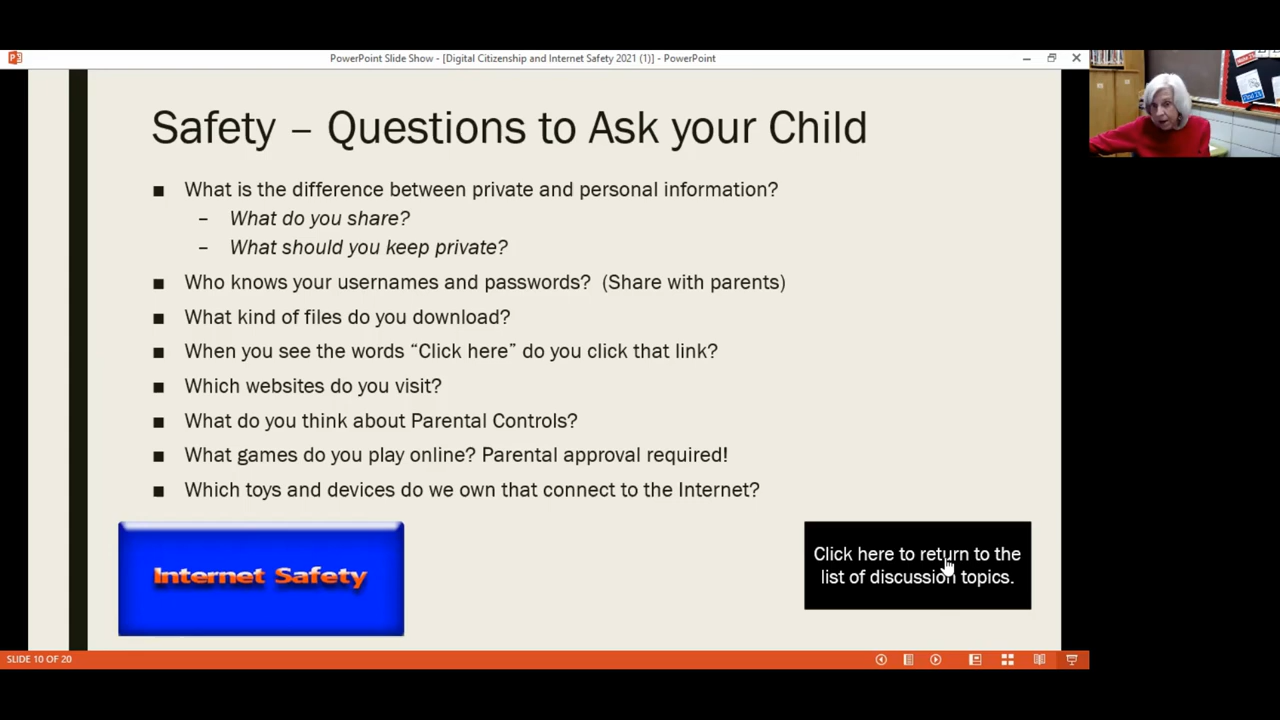 PowerPoint Slide Show - [Digital Citizenship and Internet Safety 2021 (1)] - PowerPoint
Safety – Questions to Ask your Child
■ What is the difference between private and personal information?
– What do you share?
– What should you keep private?
■ Who knows your usernames and passwords? (Share with parents)
■ What kind of files do you download?
■ When you see the words “Click here” do you click that link?
■ Which websites do you visit?
■ What do you think about Parental Controls?
■ What games do you play online? Parental approval required!
■ Which toys and devices do we own that connect to the Internet?
Internet Safety
Click here to return to the
list of discussion topics.
SLIDE 10 OF 20